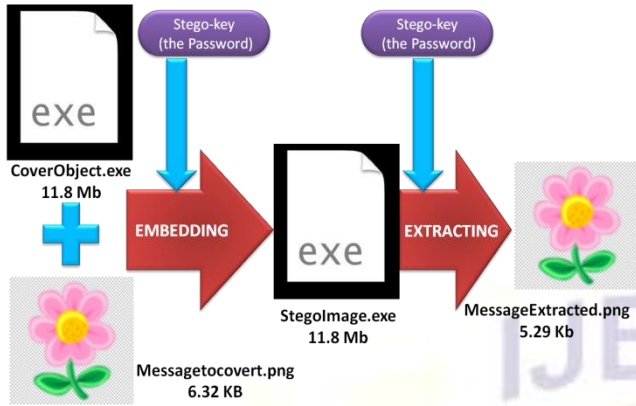 Stego-key
(the Password)
Stego-key
(the Password)
exe
CoverObject.exe
11.8 Mb
EMBEDDING
exe
EXTRACTING
StegoImage.exe
11.8 Mb
MessageExtracted.png
5.29 Kb
Messagetocovert.png
6.32 KB
IJE